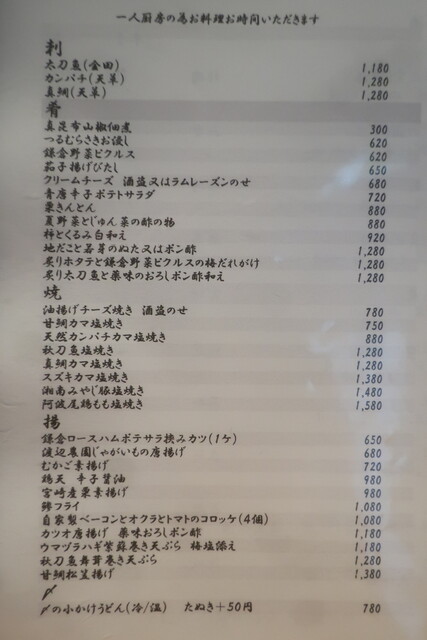 一人厨房の為お料理お時間いただきます
刺
太刀魚(金田) 1,180
カンパチ(天草) 1,280
真鯛(天草) 1,280
肴
真昆布山椒佃煮 300
つるむらさきお浸し 620
鎌倉野菜ピクルス 620
茄子揚げびたし 650
クリームチーズ 酒盗又はラムレーズンのせ 680
青唐辛子ポテトサラダ 720
栗きんとん 880
夏野菜とじゅん菜の酢の物 880
柿とくるみ白和え 920
地だこと若芽のぬた又はポン酢 1,280
炙りホタテと鎌倉野菜ピクルスの梅だれがけ 1,280
炙り太刀魚と薬味のおろしポン酢和え 1,280
焼
油揚げチーズ焼き 酒盗のせ 780
甘鯛カマ塩焼き 750
天然カンパチカマ塩焼き 880
秋刀魚塩焼き 1,280
真鯛カマ塩焼き 1,280
スズキカマ塩焼き 1,380
湘南みやじ豚塩焼き 1,480
阿波尾鶏もも塩焼き 1,580
揚
鎌倉ロースハムポテサラ挟みカツ(1ケ) 650
渡辺農園じゃがいもの唐揚げ 680
むかご素揚げ 720
鶏天 辛子醤油 980
宮崎産栗素揚げ 980
鯵フライ 1,080
自家製ベーコンとオクラとトマトのコロッケ(4個) 1,080
カツオ唐揚げ 薬味おろしポン酢 1,180
ウマヅラハギ紫蘇巻き天ぷら 梅塩添え 1,180
秋刀魚舞茸巻き天ぷら 1,280
甘鯛松笠揚げ 1,380
〆
〆の小かけうどん(冷/温) たぬき+50円 780